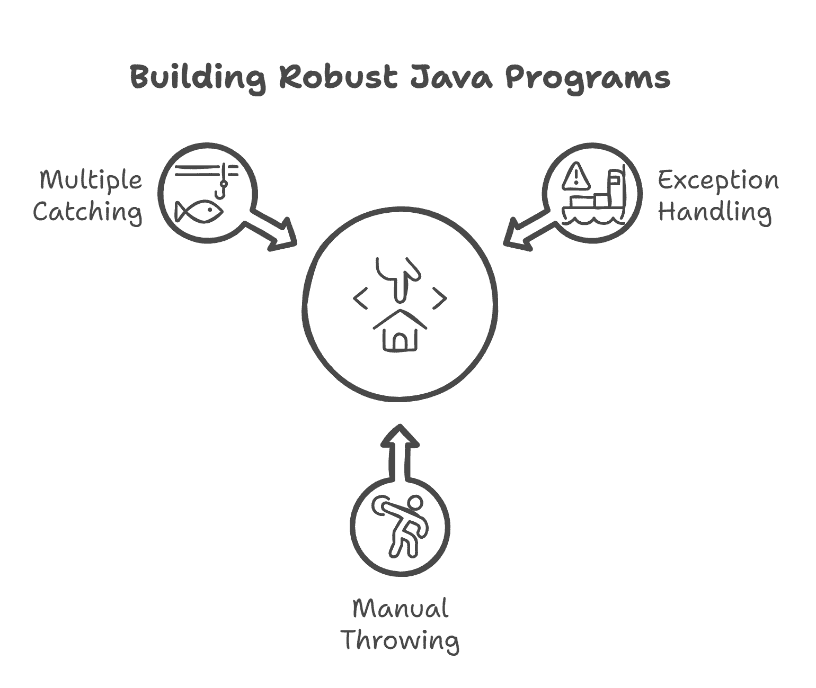 Building Robust Java Programs
Multiple
Catching
Exception
Handling
Manual
Throwing